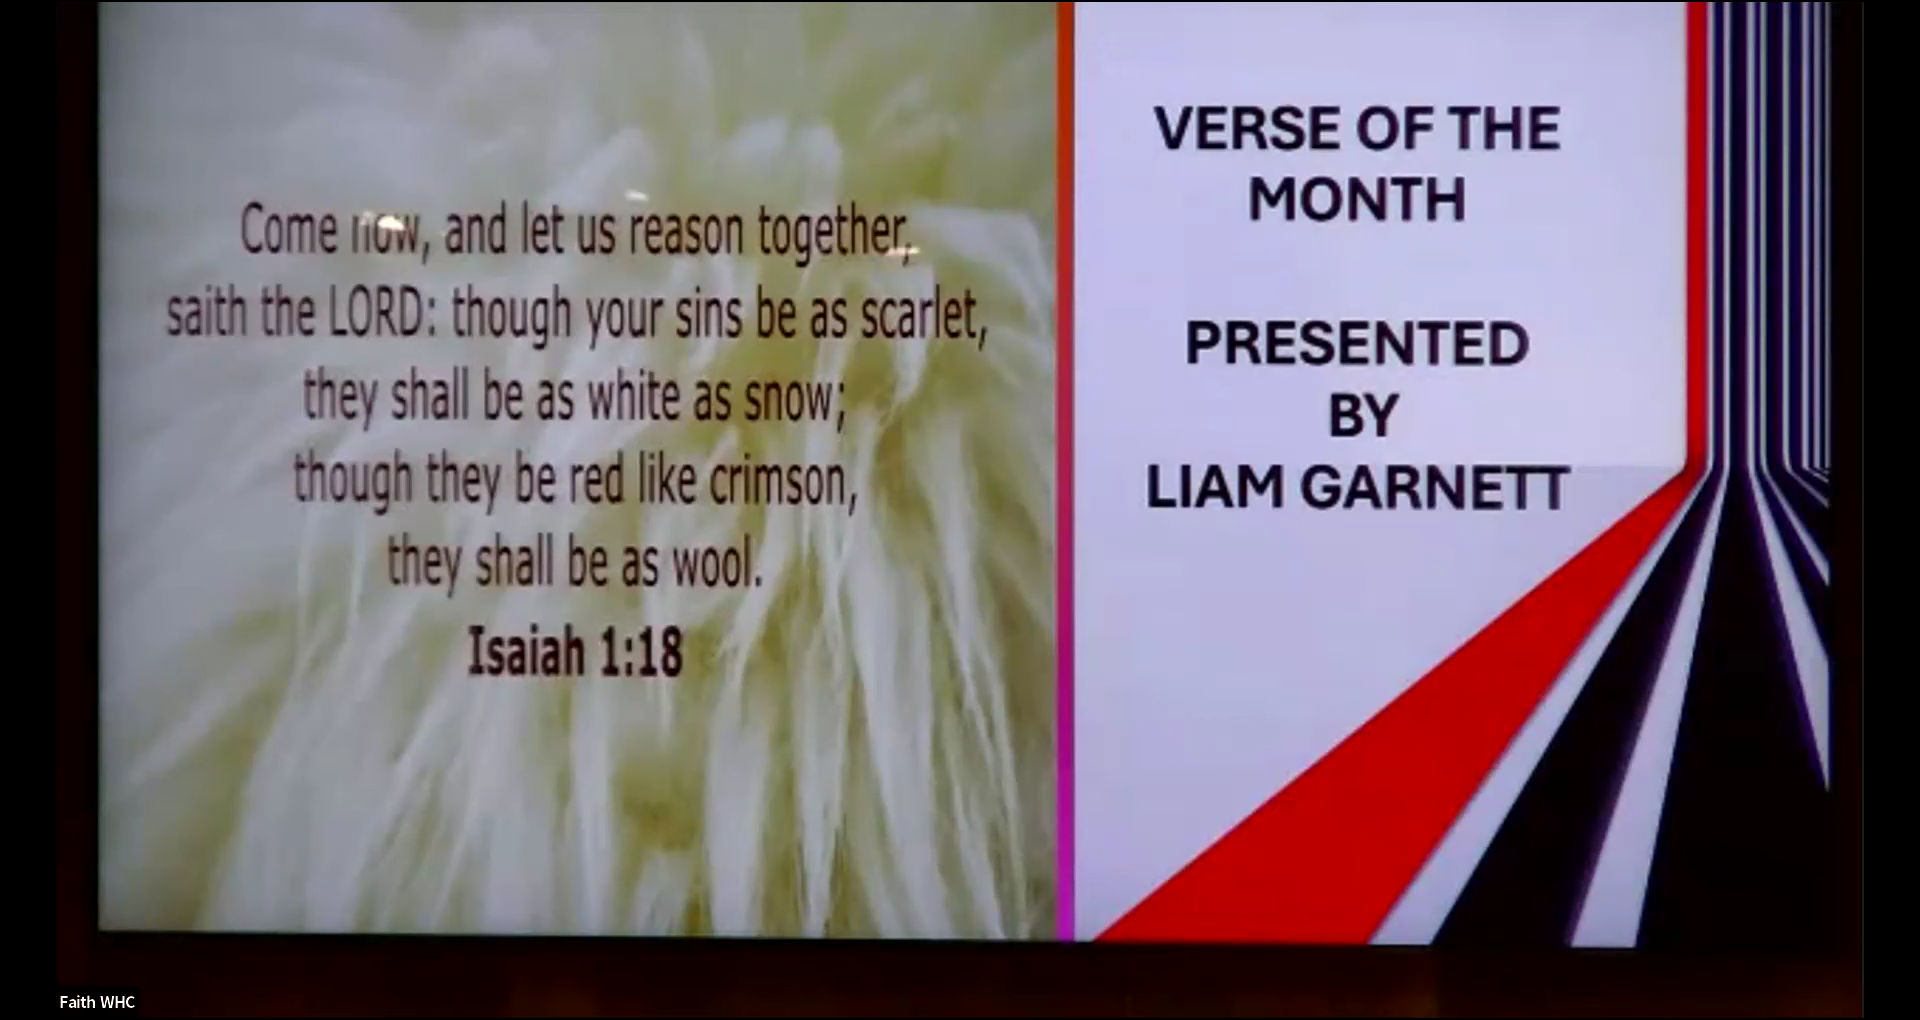 Come now, and let us reason together,
saith the LORD: though your sins be as scarlet,
they shall be as white as snow;
though they be red like crimson,
they shall be as wool.
Isaiah 1:18
VERSE OF THE
MONTH
PRESENTED
BY
LIAM GARNETT
Faith WHC